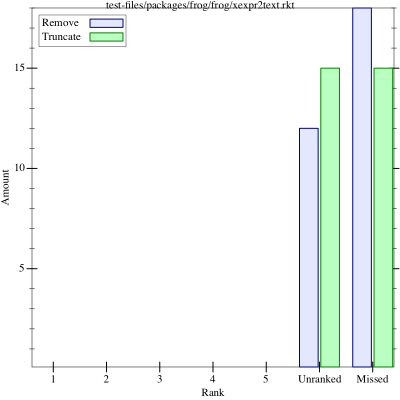 test-files/packages/frog/frog/xexpr2text.rkt
Remove
Truncate
15
10
5
Amount
1 2 3 4 5 Unranked Missed
Rank